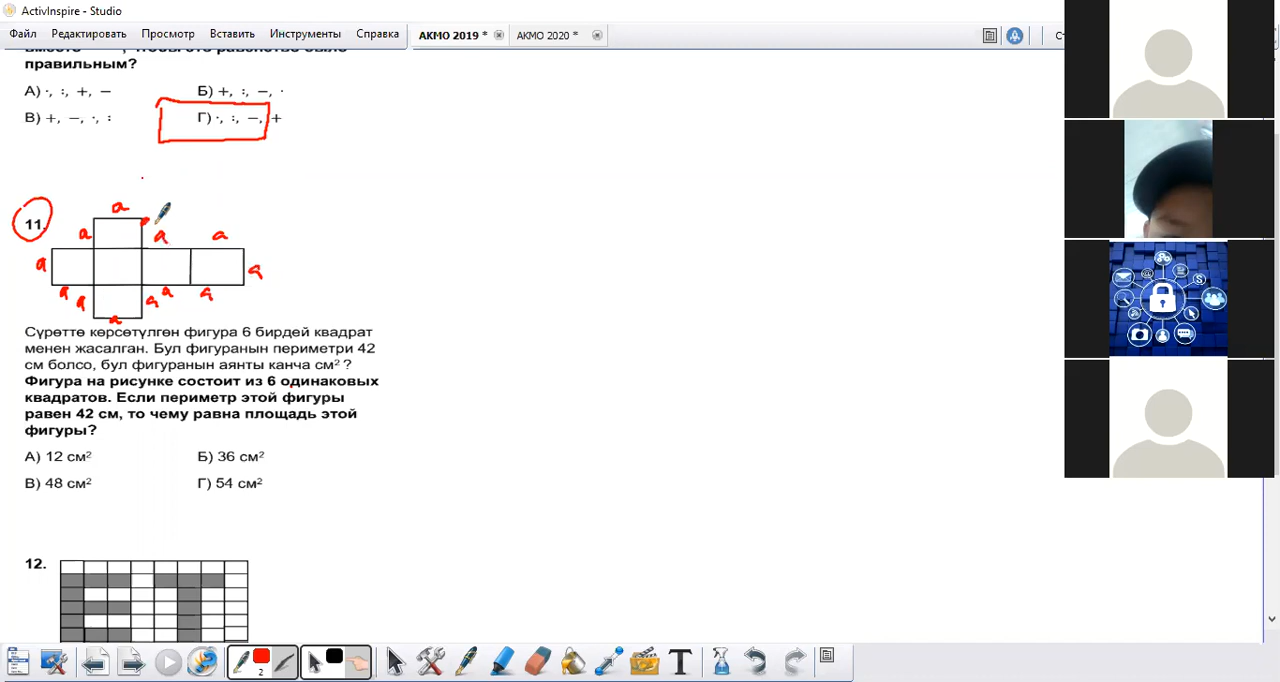 ActivInspire - Studio
Файл Редактировать Просмотр Вставить Инструменты Справка
АКМО 2019 * АКМО 2020 *
правильным?
А) ·, :, +, – Б) +, :, –, ·
В) +, –, ·, : Г) ·, :, –, +
11.
a
a a a
a a
a a a a a
a
Сүрөттө көрсөтүлгөн фигура 6 бирдей квадрат
менен жасалган. Бул фигуранын периметри 42
см болсо, бул фигуранын аянты канча см² ?
Фигура на рисунке состоит из 6 одинаковых
квадратов. Если периметр этой фигуры
равен 42 см, то чему равна площадь этой
фигуры?
А) 12 см² Б) 36 см²
В) 48 см² Г) 54 см²
12.
2